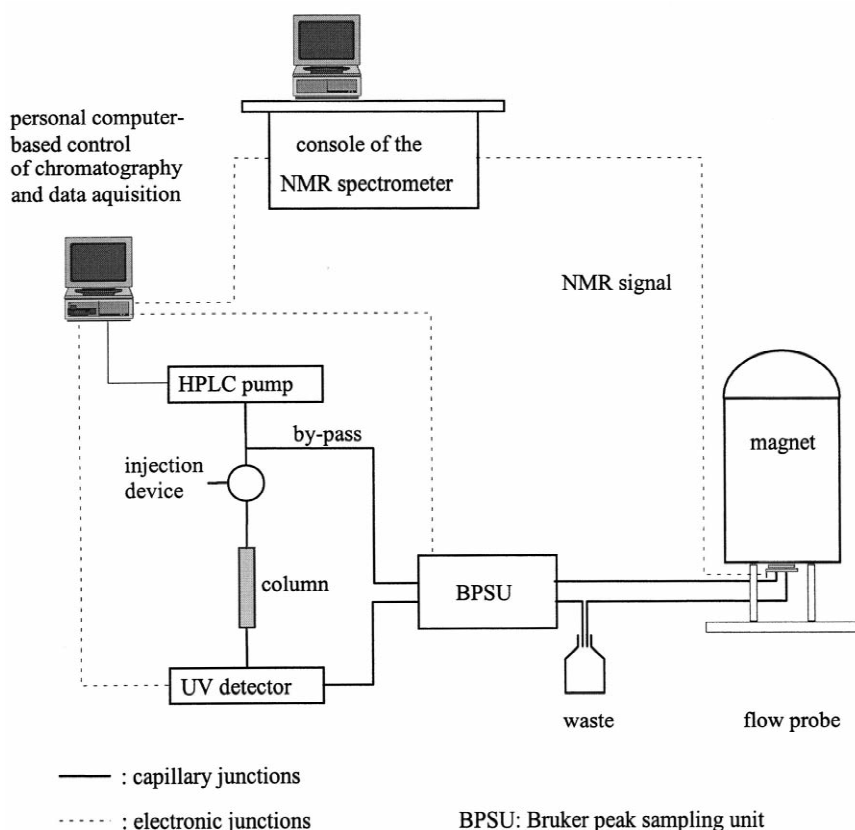 personal computer-
based control
of chromatography
and data aquisition
console of the
NMR spectrometer
NMR signal
HPLC pump
by-pass
injection
device
magnet
column
BPSU
UV detector
waste
flow probe
: capillary junctions
: electronic junctions
BPSU: Bruker peak sampling unit